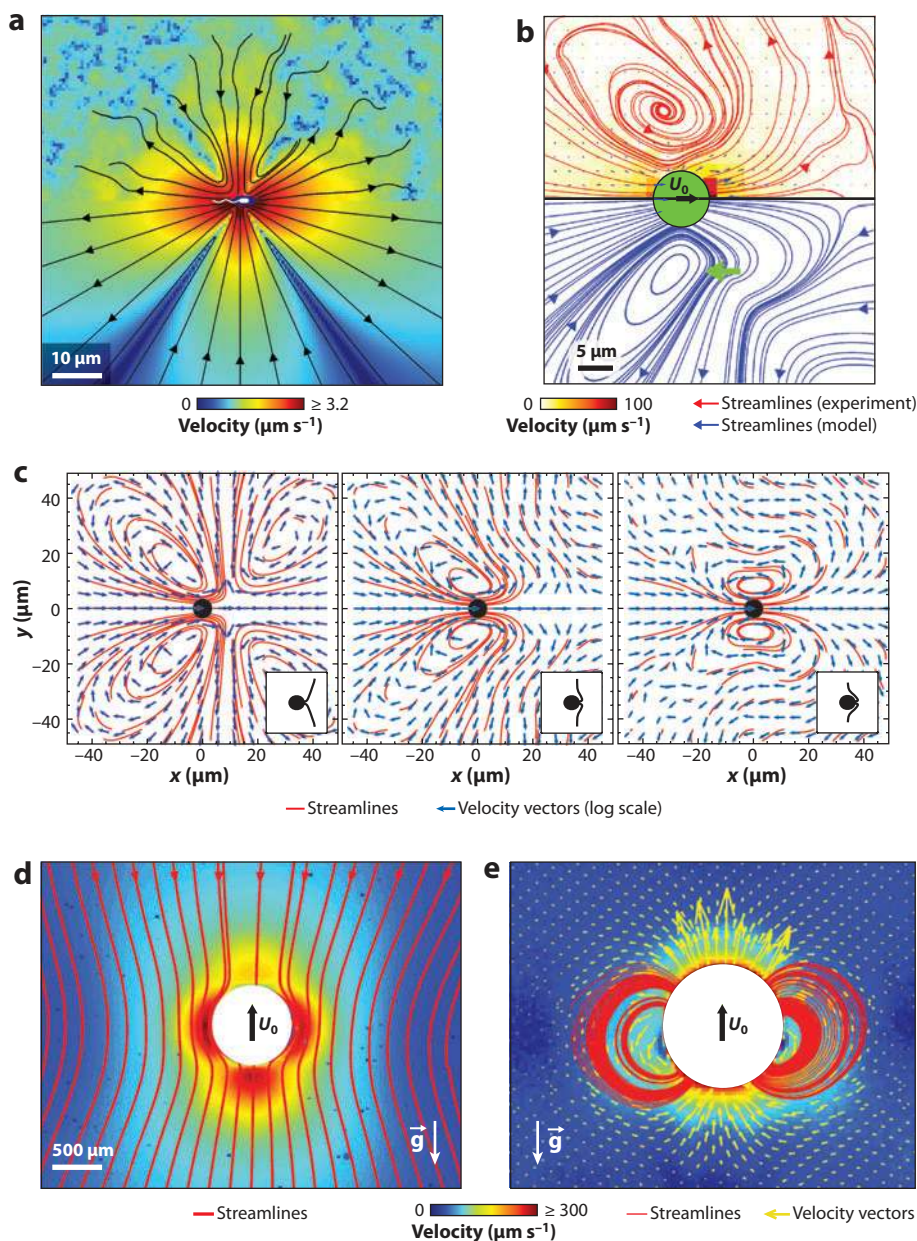 a
10 µm
0 ≥ 3.2
Velocity (µm s⁻¹)
b
U₀
5 µm
0 100
Velocity (µm s⁻¹)
Streamlines (experiment)
Streamlines (model)
c
y (µm)
40
20
0
−20
−40
−40 −20 0 20 40
−40 −20 0 20 40
−40 −20 0 20 40
x (µm)
x (µm)
x (µm)
Streamlines
Velocity vectors (log scale)
d
U₀
500 µm
g
e
U₀
g
Streamlines
0 ≥ 300
Velocity (µm s⁻¹)
Streamlines
Velocity vectors